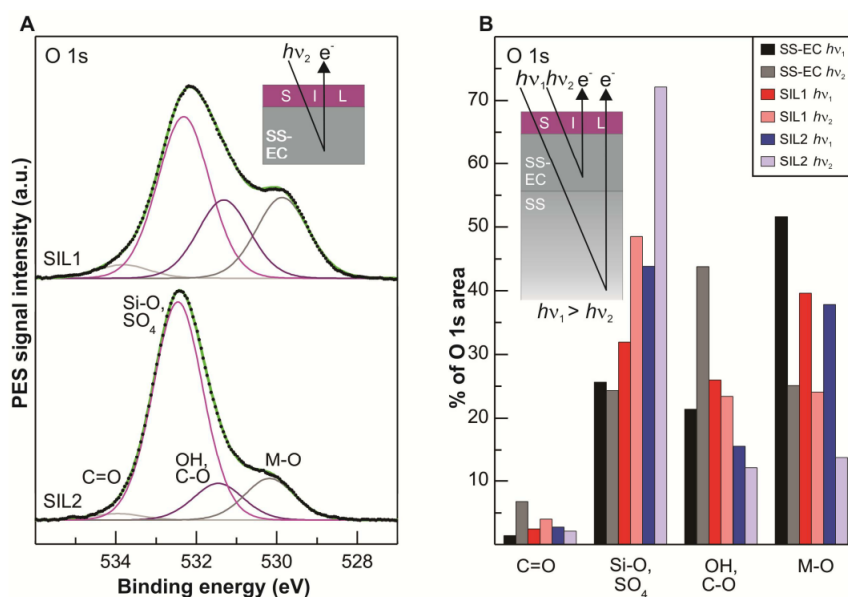 A
O 1s
hν2 e-
S I L
SS-
EC
SIL1
Si-O,
SO4
C=O
OH,
C-O
M-O
SIL2
PES signal intensity (a.u.)
534 532 530 528
Binding energy (eV)
B
O 1s
hν1 hν2 e- e-
S I L
SS-
EC
SS
hν1 > hν2
SS-EC hν1
SS-EC hν2
SIL1 hν1
SIL1 hν2
SIL2 hν1
SIL2 hν2
% of O 1s area
70
60
50
40
30
20
10
C=O
Si-O,
SO4
OH,
C-O
M-O